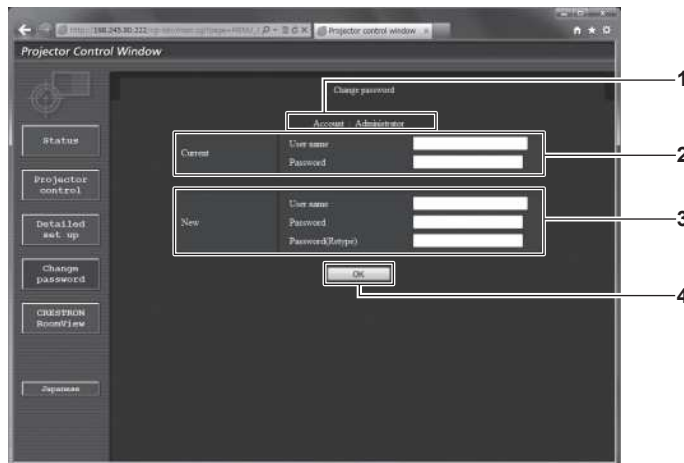 Projector control window
Projector Control Window
Change password
Account : Administrator
Current
User name
Password
New
User name
Password
Password(Retype)
OK
Status
Projector
control
Detailed
set up
Change
password
CRESTRON
RoomView
Japanese
1
2
3
4